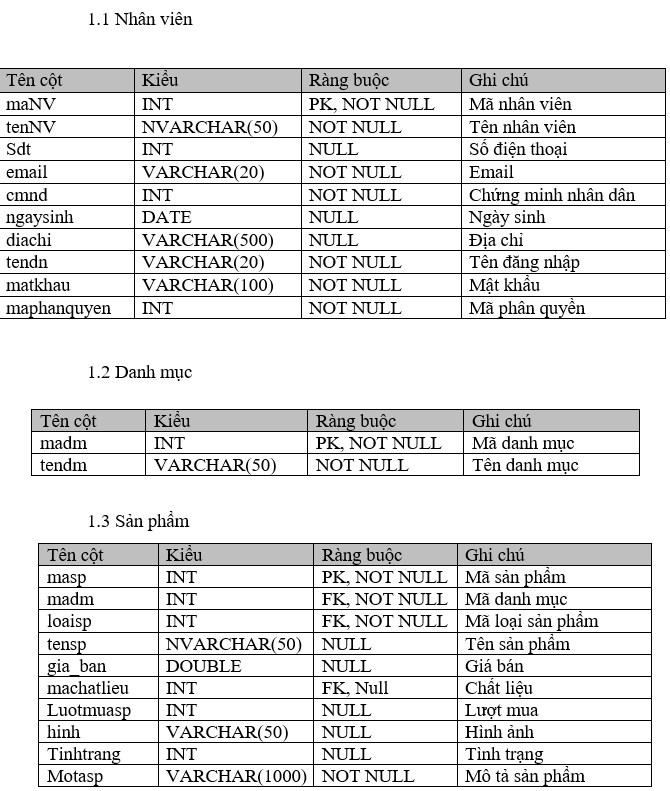 1.1 Nhân viên
Tên cột Kiểu Ràng buộc Ghi chú
maNV INT PK, NOT NULL Mã nhân viên
tenNV NVARCHAR(50) NOT NULL Tên nhân viên
Sdt INT NULL Số điện thoại
email VARCHAR(20) NOT NULL Email
cmnd INT NOT NULL Chứng minh nhân dân
ngaysinh DATE NULL Ngày sinh
diachi VARCHAR(500) NULL Địa chỉ
tendn VARCHAR(20) NOT NULL Tên đăng nhập
matkhau VARCHAR(100) NOT NULL Mật khẩu
maphanquyen INT NOT NULL Mã phân quyền
1.2 Danh mục
Tên cột Kiểu Ràng buộc Ghi chú
madm INT PK, NOT NULL Mã danh mục
tendm VARCHAR(50) NOT NULL Tên danh mục
1.3 Sản phẩm
Tên cột Kiểu Ràng buộc Ghi chú
masp INT PK, NOT NULL Mã sản phẩm
madm INT FK, NOT NULL Mã danh mục
loaisp INT FK, NOT NULL Mã loại sản phẩm
tensp NVARCHAR(50) NULL Tên sản phẩm
gia_ban DOUBLE NULL Giá bán
machatlieu INT FK, Null Chất liệu
Luotmuasp INT NULL Lượt mua
hinh VARCHAR(50) NULL Hình ảnh
Tinhtrang INT NULL Tình trạng
Motasp VARCHAR(1000) NOT NULL Mô tả sản phẩm